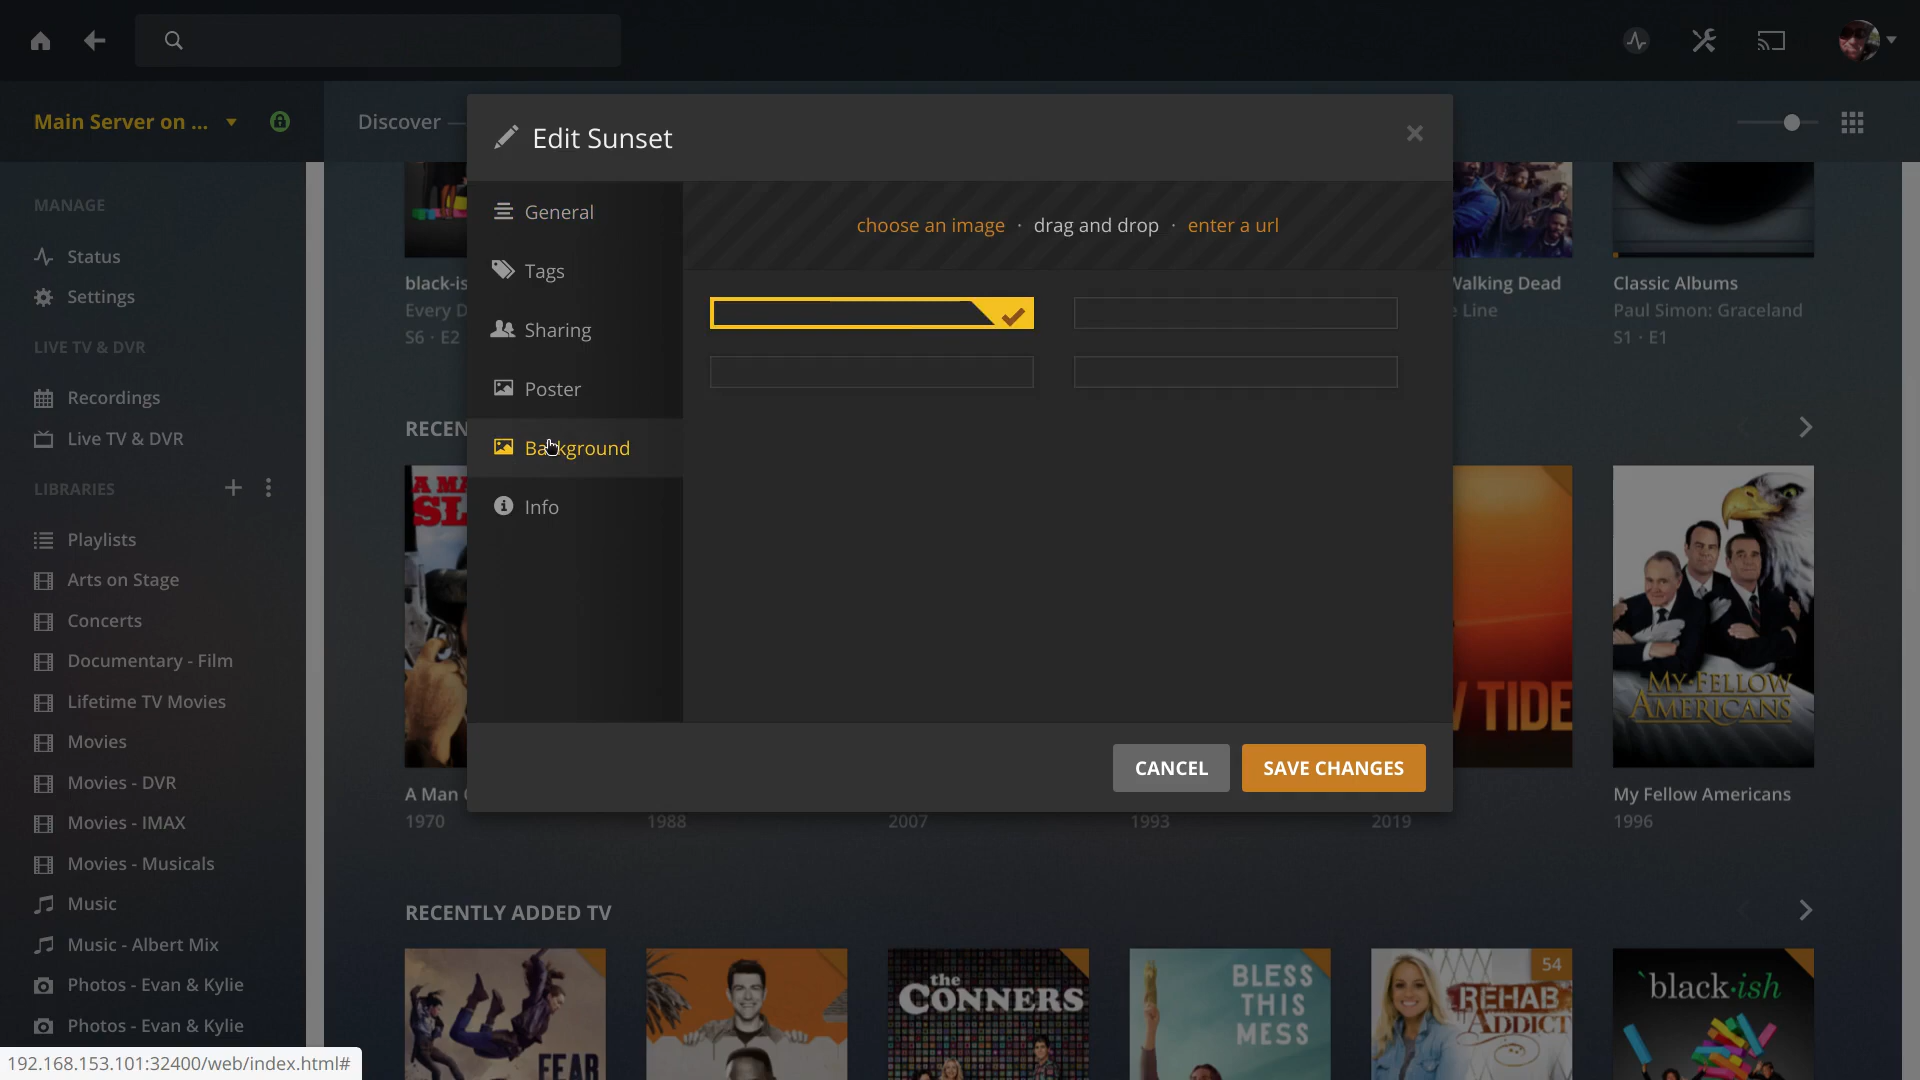 Main Server on ...
Discover —
MANAGE
Status
Settings
LIVE TV & DVR
Recordings
Live TV & DVR
LIBRARIES
Playlists
Arts on Stage
Concerts
Documentary - Film
Lifetime TV Movies
Movies
Movies - DVR
Movies - IMAX
Movies - Musicals
Music
Music - Albert Mix
Photos - Evan & Kylie
Photos - Evan & Kylie
192.168.153.101:32400/web/index.html#
Edit Sunset
General
Tags
Sharing
Poster
Background
Info
choose an image · drag and drop · enter a url
CANCEL
SAVE CHANGES
black-is
Every D
S6 · E2
Walking Dead
e Line
Classic Albums
Paul Simon: Graceland
S1 · E1
RECEN
A MA
SL
TIDE
MY FELLOW
AMERICANS
A Man
1970
1988
2007
1993
2019
My Fellow Americans
1996
RECENTLY ADDED TV
FEAR
the
CONNERS
BLESS
THIS
MESS
54
REHAB
ADDICT
`black-ish